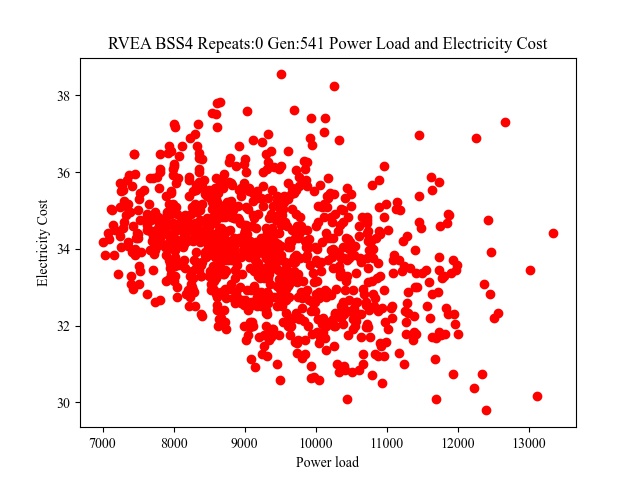 RVEA BSS4 Repeats:0 Gen:541 Power Load and Electricity Cost
Electricity Cost
38
36
34
32
30
7000 8000 9000 10000 11000 12000 13000
Power load